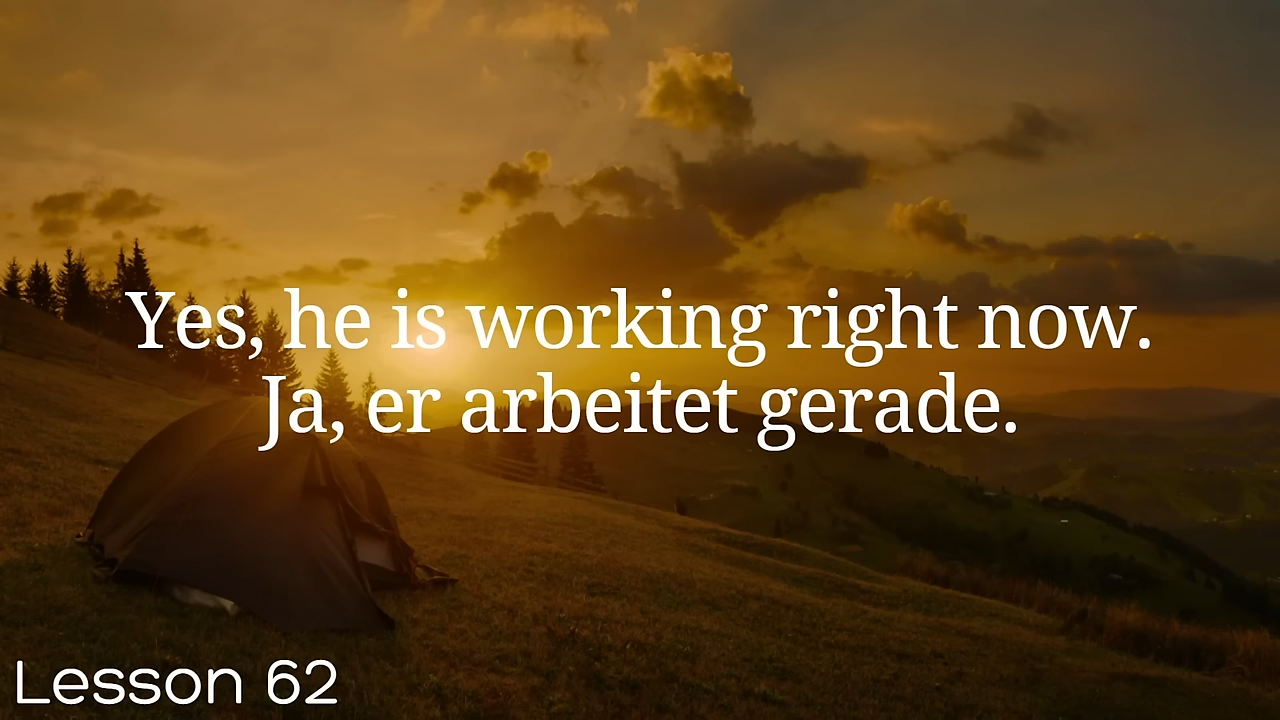 Yes, he is working right now.
Ja, er arbeitet gerade.
Lesson 62